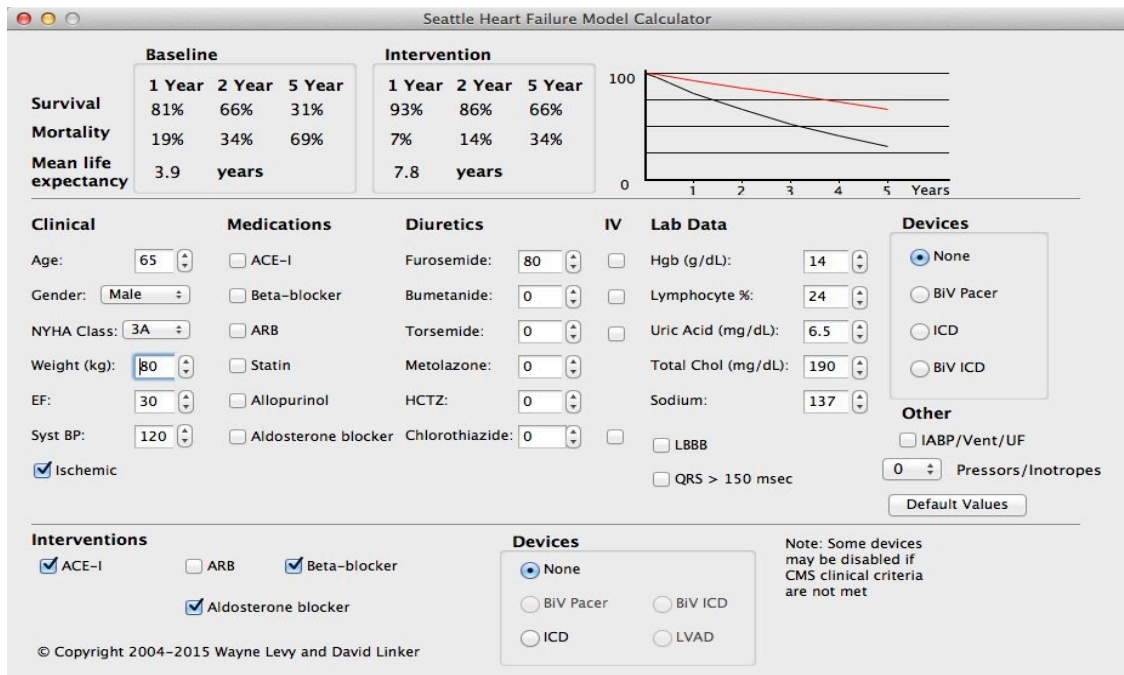 Seattle Heart Failure Model Calculator
Baseline Intervention
1 Year 2 Year 5 Year 1 Year 2 Year 5 Year 100
Survival 81% 66% 31% 93% 86% 66%
Mortality 19% 34% 69% 7% 14% 34%
Mean life expectancy 3.9 years 7.8 years 0
1 2 3 4 5 Years
Clinical Medications Diuretics IV Lab Data Devices
Age: 65 ACE-I Furosemide: 80 Hgb (g/dL): 14 None
Gender: Male Beta-blocker Bumetanide: 0 Lymphocyte %: 24 BiV Pacer
NYHA Class: 3A ARB Torsemide: 0 Uric Acid (mg/dL): 6.5 ICD
Weight (kg): 80 Statin Metolazone: 0 Total Chol (mg/dL): 190 BiV ICD
EF: 30 Allopurinol HCTZ: 0 Sodium: 137 Other
Syst BP: 120 Aldosterone blocker Chlorothiazide: 0 LBBB IABP/Vent/UF
Ischemic QRS > 150 msec 0 Pressors/Inotropes
Default Values
Interventions Devices Note: Some devices
ACE-I ARB Beta-blocker None may be disabled if
CMS clinical criteria
are not met
Aldosterone blocker BiV Pacer BiV ICD
ICD LVAD
© Copyright 2004-2015 Wayne Levy and David Linker